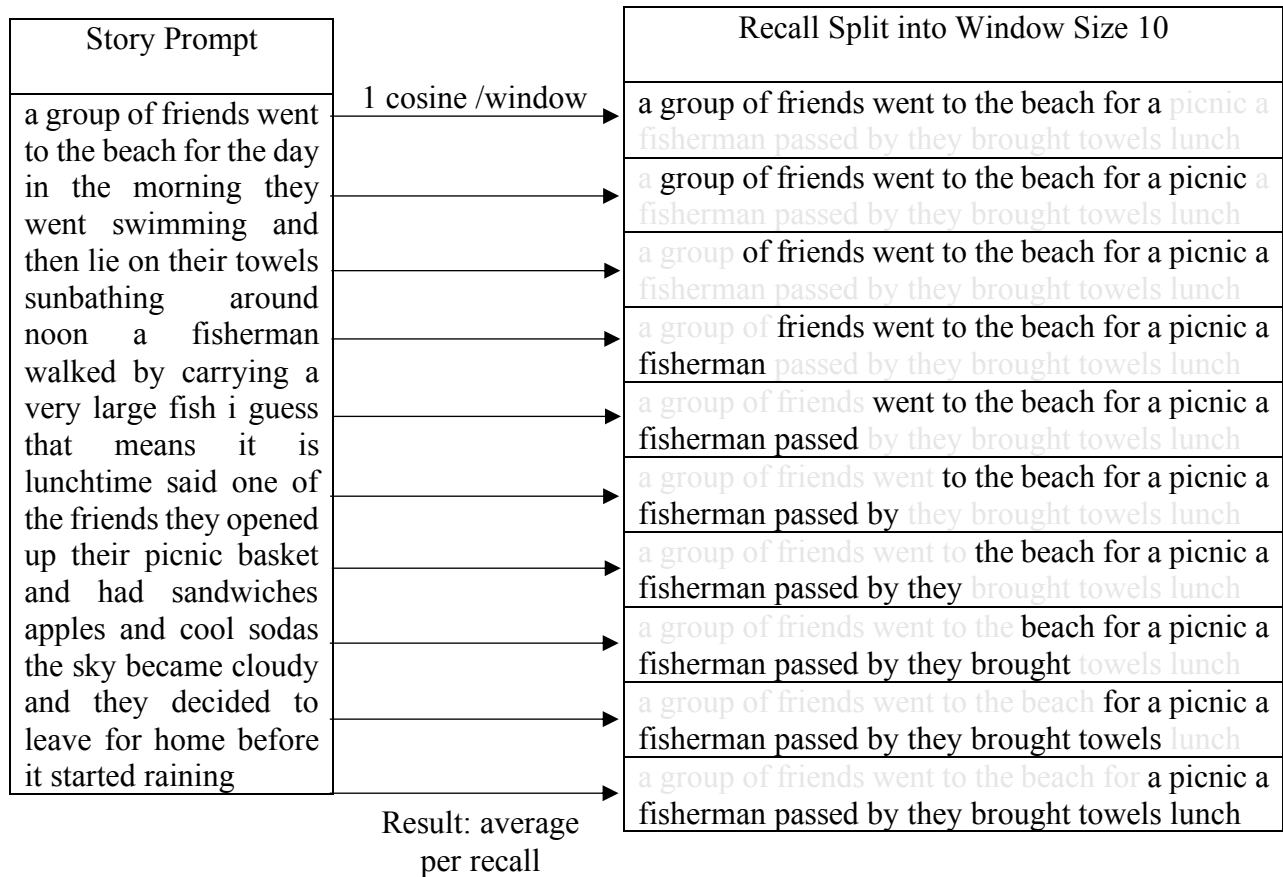 Story Prompt
a group of friends went
to the beach for the day
in the morning they
went swimming and
then lie on their towels
sunbathing around
noon a fisherman
walked by carrying a
very large fish i guess
that means it is
lunchtime said one of
the friends they opened
up their picnic basket
and had sandwiches
apples and cool sodas
the sky became cloudy
and they decided to
leave for home before
it started raining
1 cosine /window
Result: average
per recall
Recall Split into Window Size 10
a group of friends went to the beach for a picnic a
fisherman passed by they brought towels lunch
a group of friends went to the beach for a picnic a
fisherman passed by they brought towels lunch
a group of friends went to the beach for a picnic a
fisherman passed by they brought towels lunch
a group of friends went to the beach for a picnic a
fisherman passed by they brought towels lunch
a group of friends went to the beach for a picnic a
fisherman passed by they brought towels lunch
a group of friends went to the beach for a picnic a
fisherman passed by they brought towels lunch
a group of friends went to the beach for a picnic a
fisherman passed by they brought towels lunch
a group of friends went to the beach for a picnic a
fisherman passed by they brought towels lunch
a group of friends went to the beach for a picnic a
fisherman passed by they brought towels lunch
a group of friends went to the beach for a picnic a
fisherman passed by they brought towels lunch